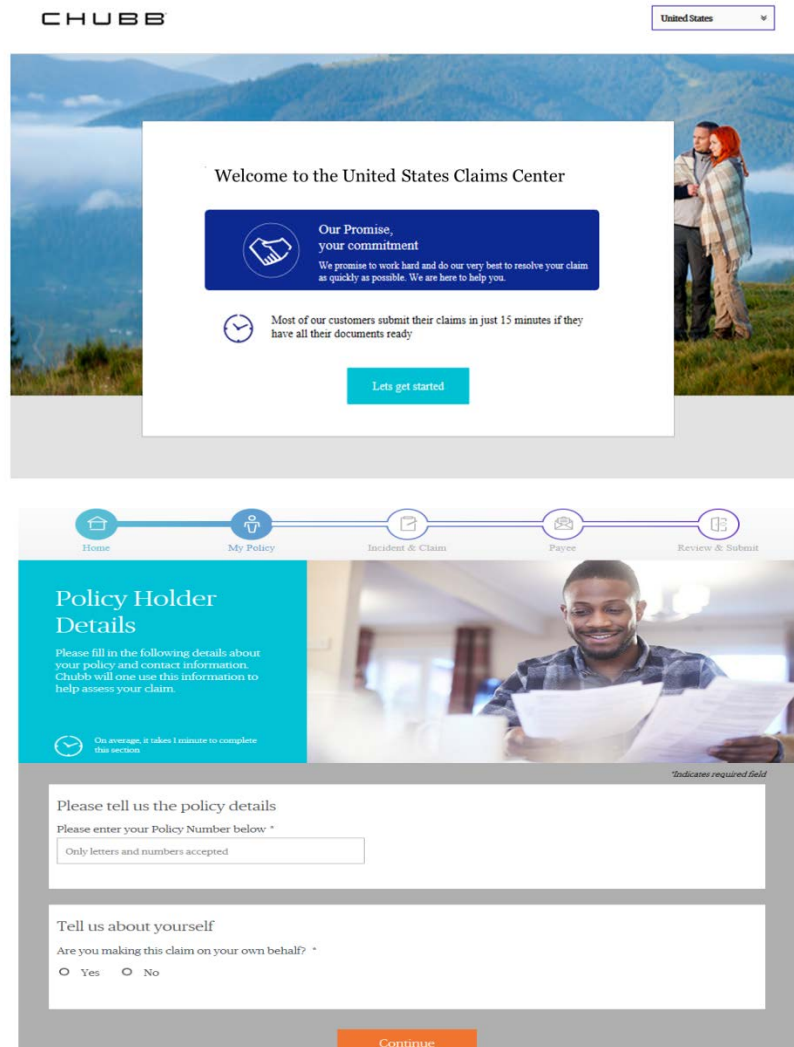 CHUBB
United States
Welcome to the United States Claims Center
Our Promise,
your commitment
We promise to work hard and do our very best to resolve your claim
as quickly as possible. We are here to help you.
Most of our customers submit their claims in just 15 minutes if they
have all their documents ready
Lets get started
Home
My Policy
Incident & Claim
Payee
Review & Submit
Policy Holder
Details
Please fill in the following details about
your policy and contact information.
Chubb will one use this information to
help assess your claim.
On average, it takes 1 minute to complete
this section
*Indicates required field
Please tell us the policy details
Please enter your Policy Number below *
Only letters and numbers accepted
Tell us about yourself
Are you making this claim on your own behalf? *
Yes No
Continue